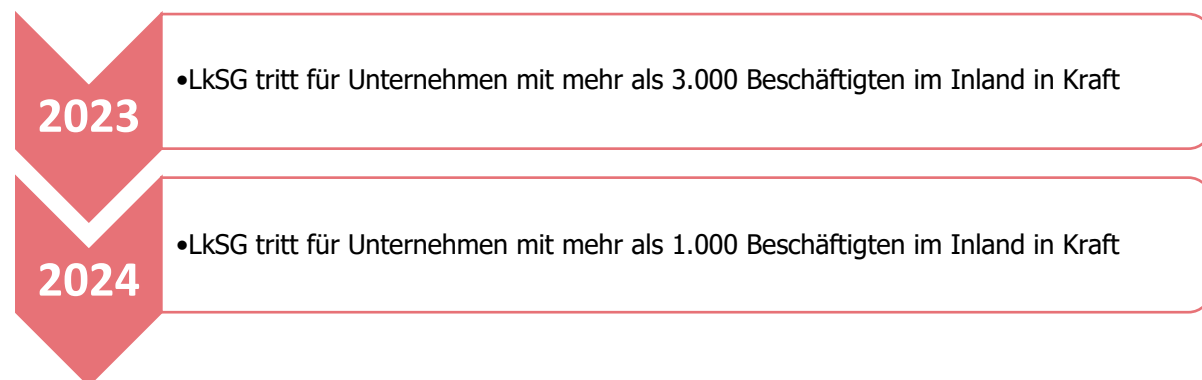 2023
•LkSG tritt für Unternehmen mit mehr als 3.000 Beschäftigten im Inland in Kraft
2024
•LkSG tritt für Unternehmen mit mehr als 1.000 Beschäftigten im Inland in Kraft